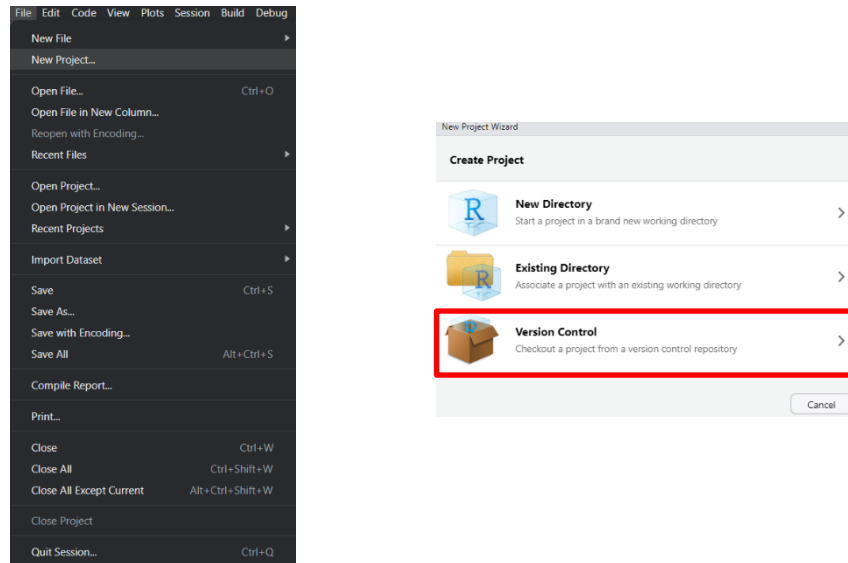 File Edit Code View Plots Session Build Debug
New File
New Project...
Open File... Ctrl+O
Open File in New Column...
Reopen with Encoding...
Recent Files
Open Project...
Open Project in New Session...
Recent Projects
Import Dataset
Save Ctrl+S
Save As...
Save with Encoding...
Save All Alt+Ctrl+S
Compile Report...
Print...
Close Ctrl+W
Close All Ctrl+Shift+W
Close All Except Current Alt+Ctrl+Shift+W
Close Project
Quit Session... Ctrl+Q
New Project Wizard
Create Project
R
New Directory
Start a project in a brand new working directory
R
Existing Directory
Associate a project with an existing working directory
Version Control
Checkout a project from a version control repository
Cancel